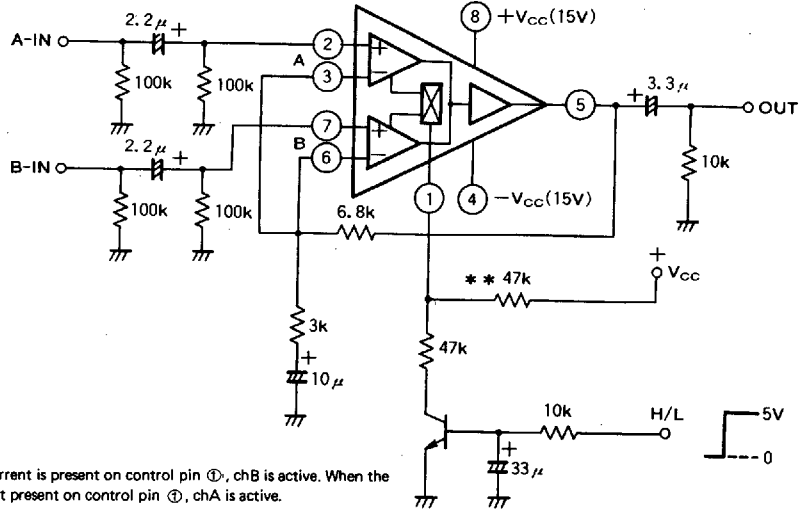 8 +VCC(15V)
2.2μ +
A-IN
2 +
A
3 −
100k 100k
3.3μ
+
5
OUT
7 +
2.2μ +
B
6 −
B-IN
10k
1 4 −VCC(15V)
6.8k
100k 100k
+
VCC
** 47k
3k
47k
+
10μ
10k H/L
5V
+
0
33μ
rrent is present on control pin ①, chB is active. When the
t present on control pin ①, chA is active.